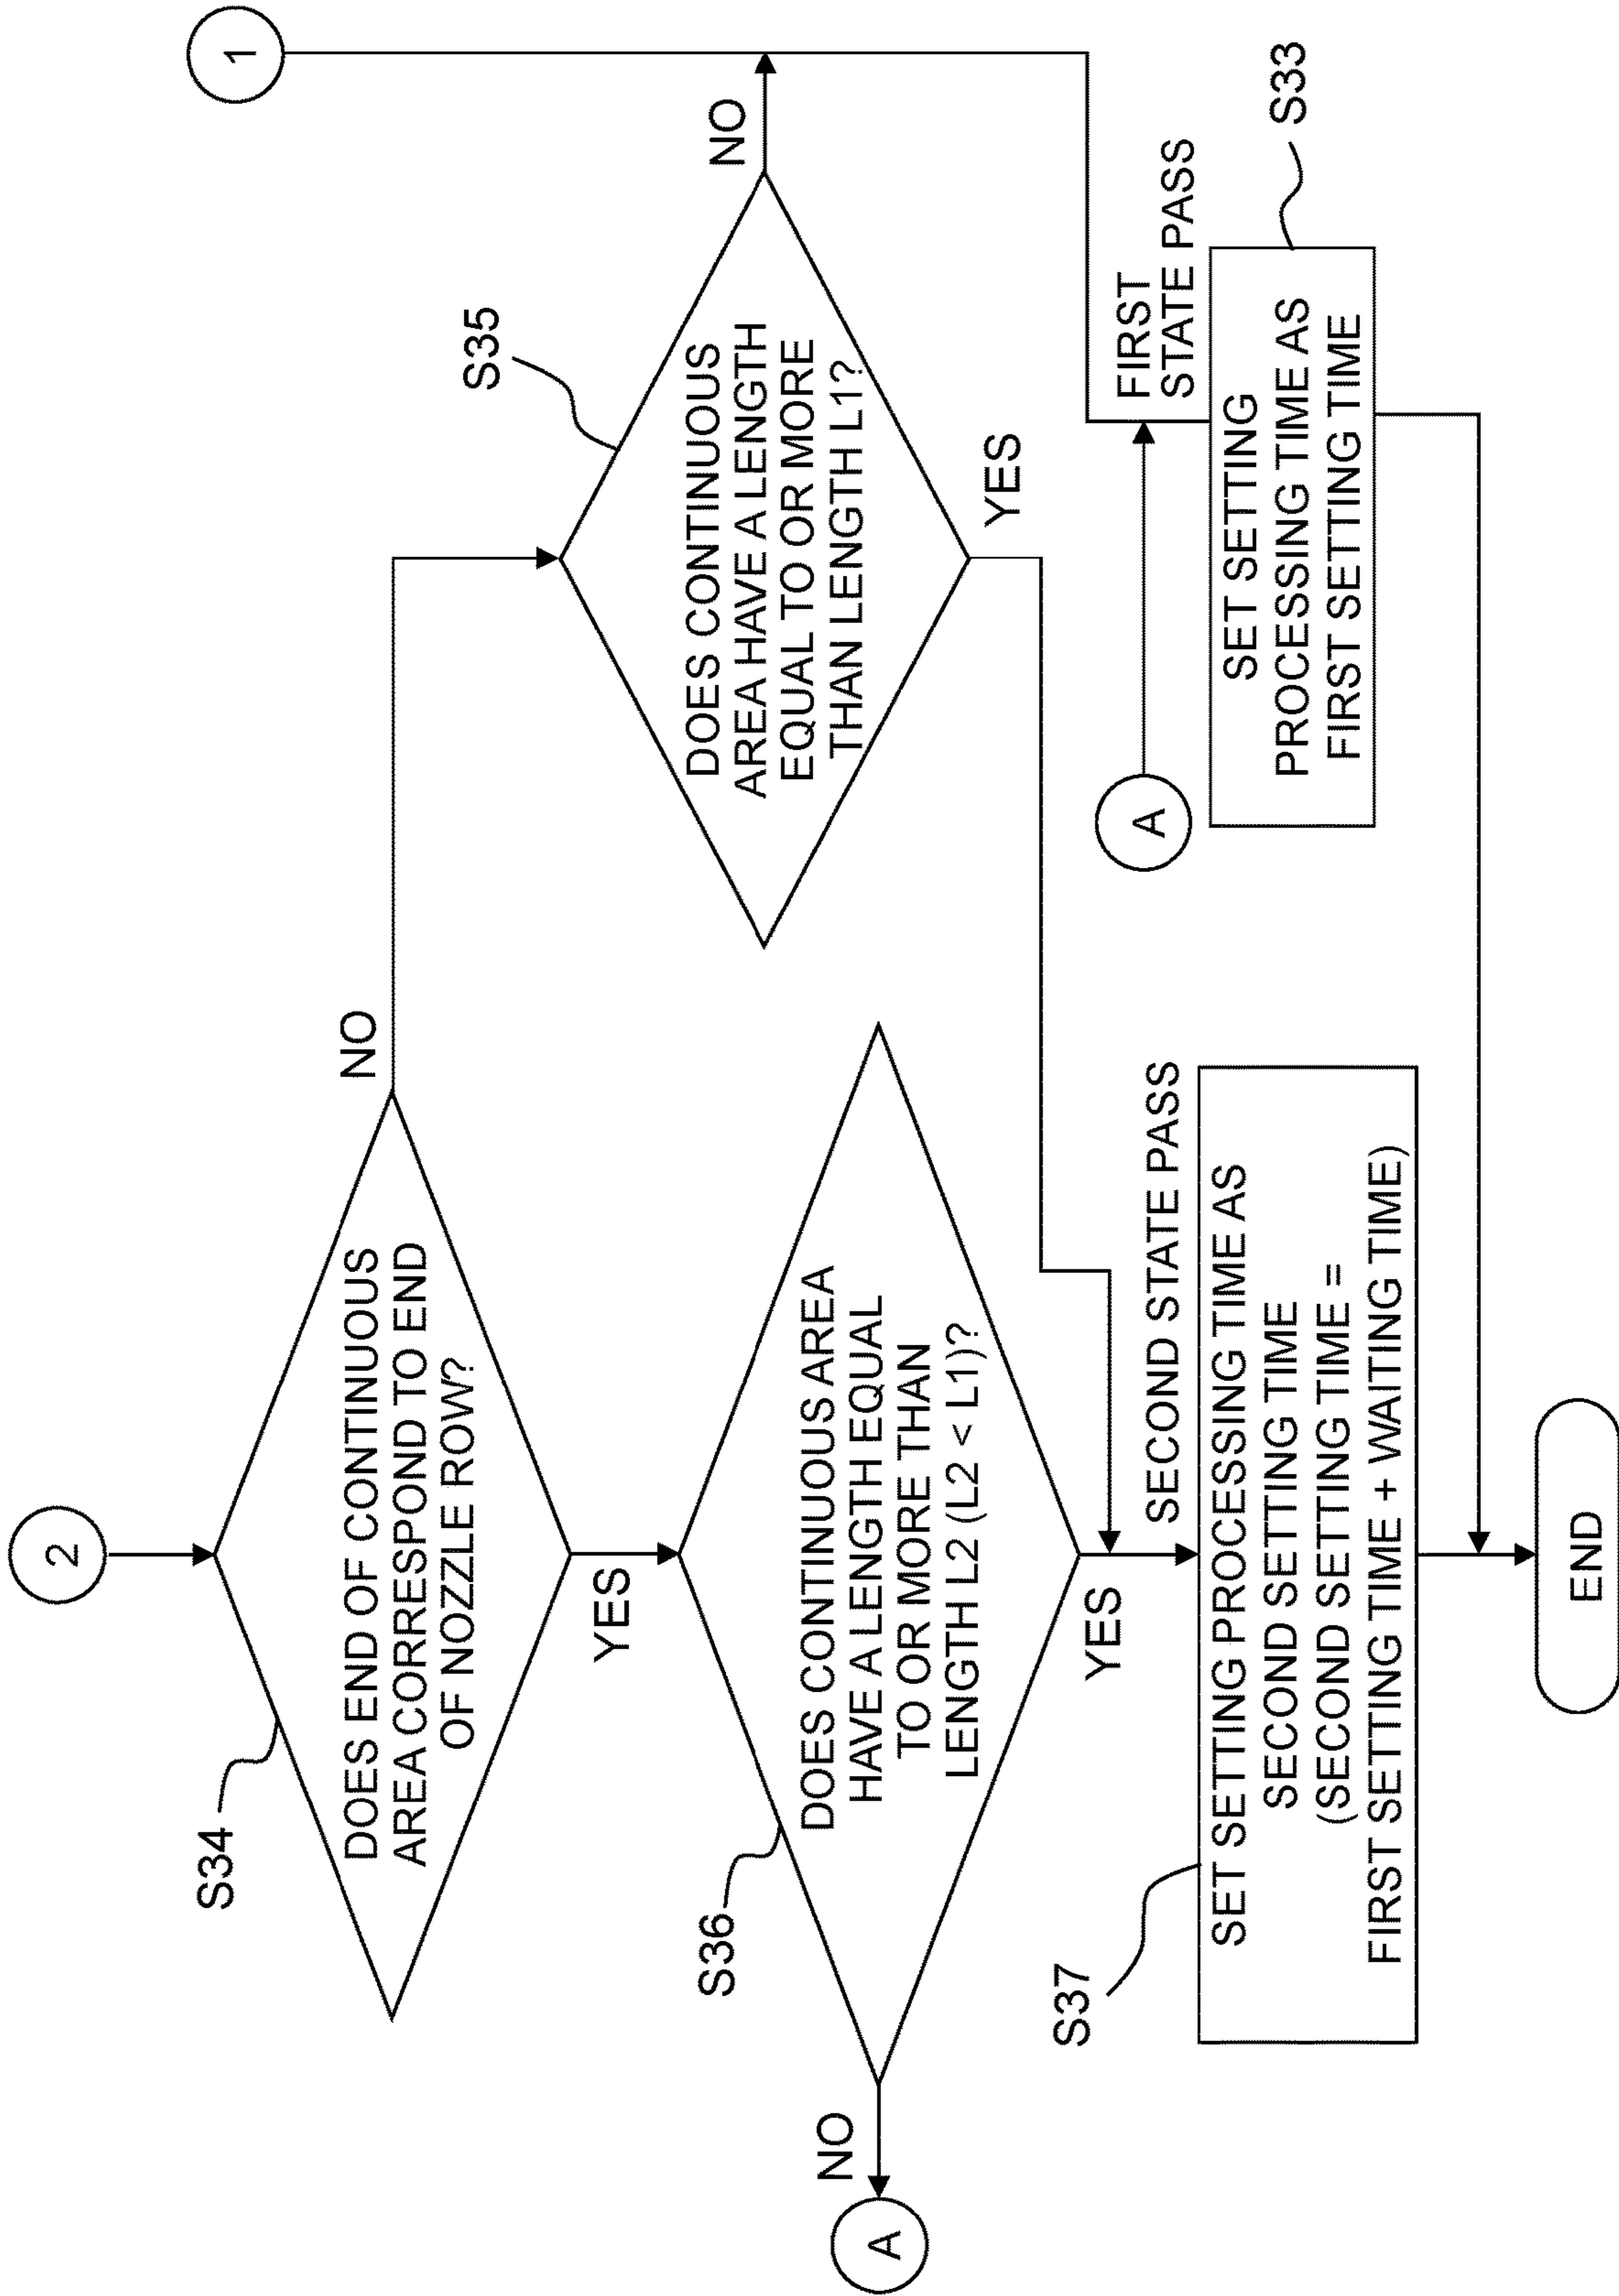 2
1
S34
DOES END OF CONTINUOUS
AREA CORRESPOND TO END
OF NOZZLE ROW?
NO
YES
S35
DOES CONTINUOUS
AREA HAVE A LENGTH
EQUAL TO OR MORE
THAN LENGTH L1?
NO
YES
S36
DOES CONTINUOUS AREA
HAVE A LENGTH EQUAL
TO OR MORE THAN
LENGTH L2 (L2 < L1)?
NO
A
YES
SECOND STATE PASS
S37
SET SETTING PROCESSING TIME AS
SECOND SETTING TIME
(SECOND SETTING TIME =
FIRST SETTING TIME + WAITING TIME)
A
FIRST
STATE PASS
S33
SET SETTING
PROCESSING TIME AS
FIRST SETTING TIME
END